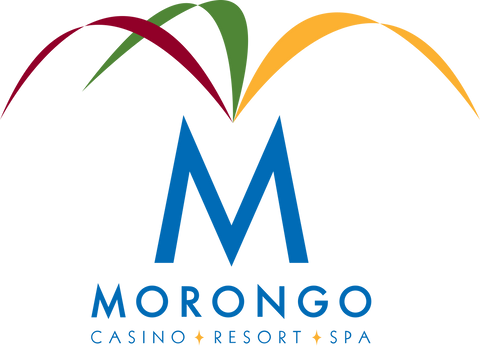 M
MORONGO
CASINO ✦ RESORT ✦ SPA